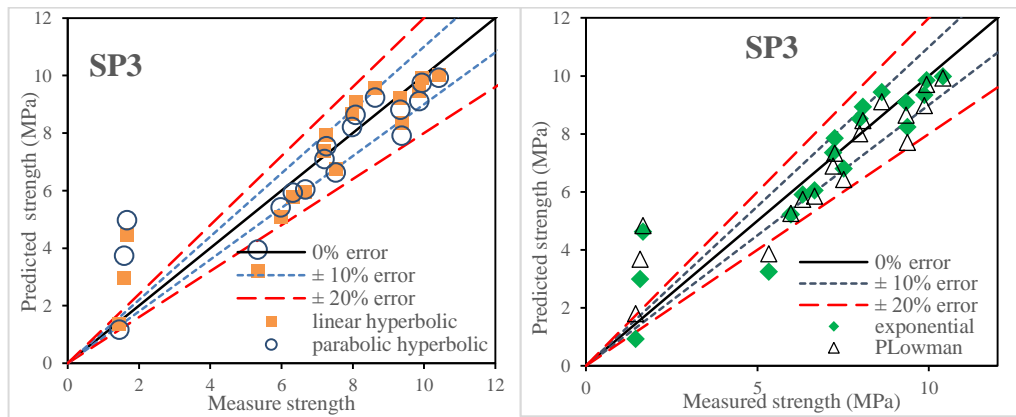 SP3
Predicted strength (MPa)
12
10
8
6
4
2
0
0% error
± 10% error
± 20% error
linear hyperbolic
parabolic hyperbolic
0 2 4 6 8 10 12
Measure strength
SP3
Predicted strength (MPa)
12
10
8
6
4
2
0
0% error
± 10% error
± 20% error
exponential
PLowman
0 5 10
Measured strength (MPa)